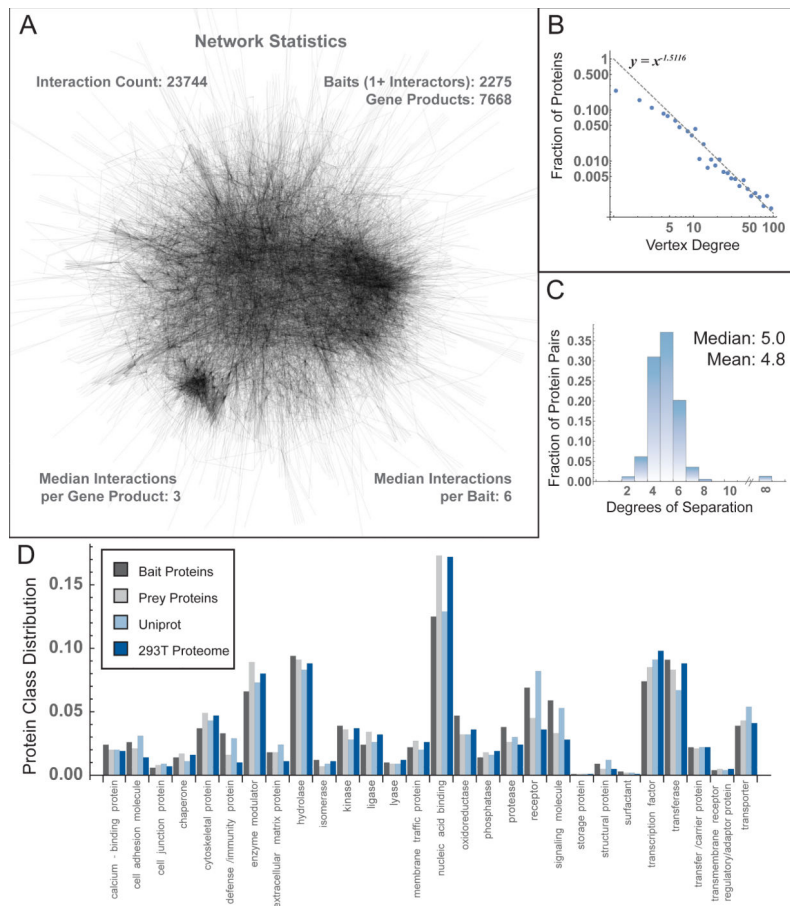 A
Network Statistics
Interaction Count: 23744
Baits (1+ Interactors): 2275
Gene Products: 7668
Median Interactions
per Gene Product: 3
Median Interactions
per Bait: 6
B
y = x^-1.5116
Fraction of Proteins
1
0.500
0.100
0.050
0.010
0.005
5 10 50 100
Vertex Degree
C
Median: 5.0
Mean: 4.8
Fraction of Protein Pairs
0.35
0.30
0.25
0.20
0.15
0.10
0.05
0.00
2 4 6 8 10 ∞
Degrees of Separation
D
Protein Class Distribution
0.15
0.10
0.05
0.00
Bait Proteins
Prey Proteins
Uniprot
293T Proteome
calcium - binding protein
cell adhesion molecule
cell junction protein
chaperone
cytoskeletal protein
defense /immunity protein
enzyme modulator
extracellular matrix protein
hydrolase
isomerase
kinase
ligase
lyase
membrane traffic protein
nucleic acid binding
oxidoreductase
phosphatase
protease
receptor
signaling molecule
storage protein
structural protein
surfactant
transcription factor
transferase
transfer /carrier protein
transmembrane receptor
regulatory/adaptor protein
transporter